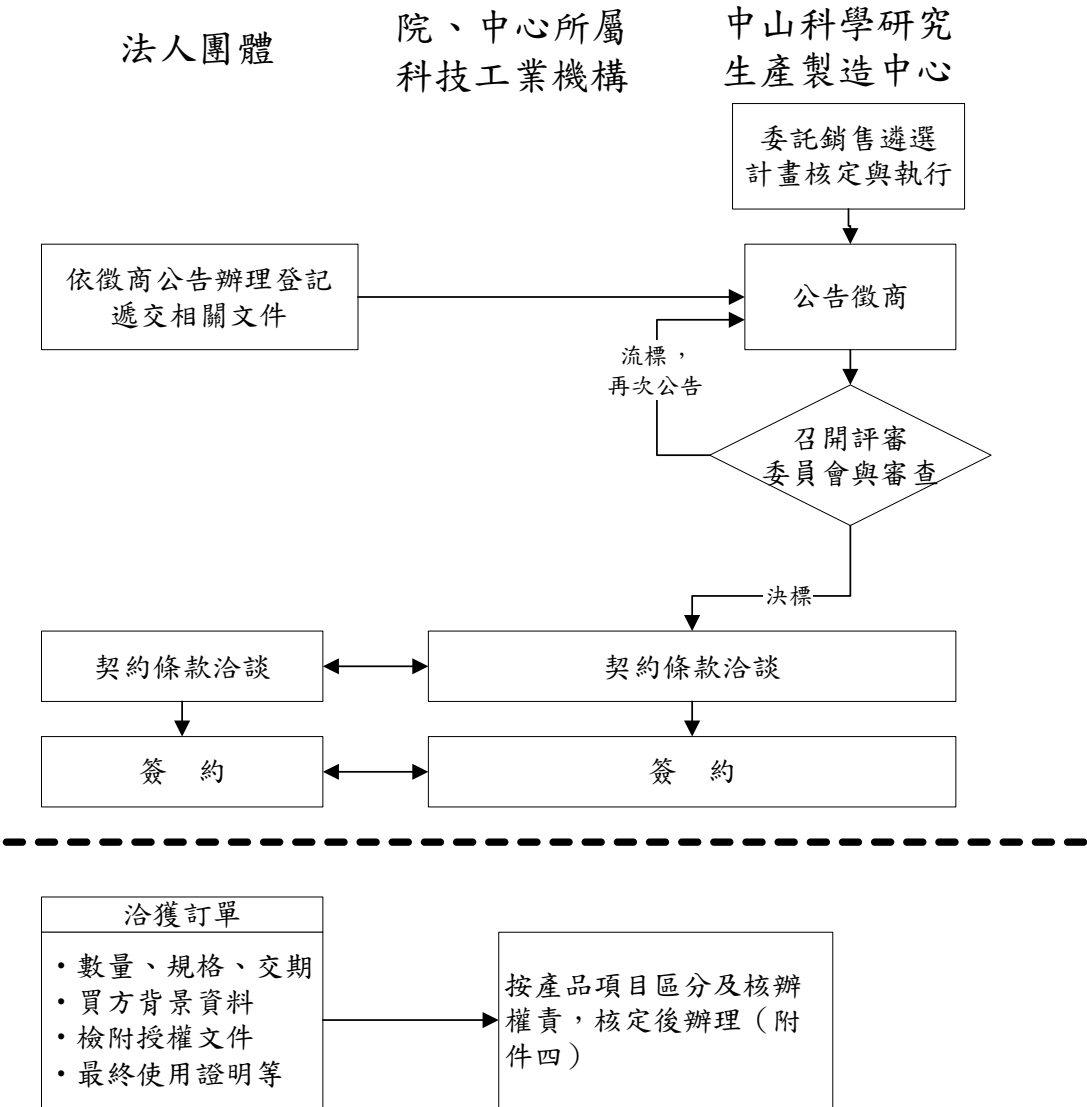 法人團體
院、中心所屬
科技工業機構
中山科學研究
生產製造中心
委託銷售遴選
計畫核定與執行
依徵商公告辦理登記
遞交相關文件
公告徵商
流標，
再次公告
召開評審
委員會與審查
決標
契約條款洽談
契約條款洽談
簽 約
簽 約
洽獲訂單
・數量、規格、交期
・買方背景資料
・檢附授權文件
・最終使用證明等
按產品項目區分及核辦
權責，核定後辦理（附
件四）